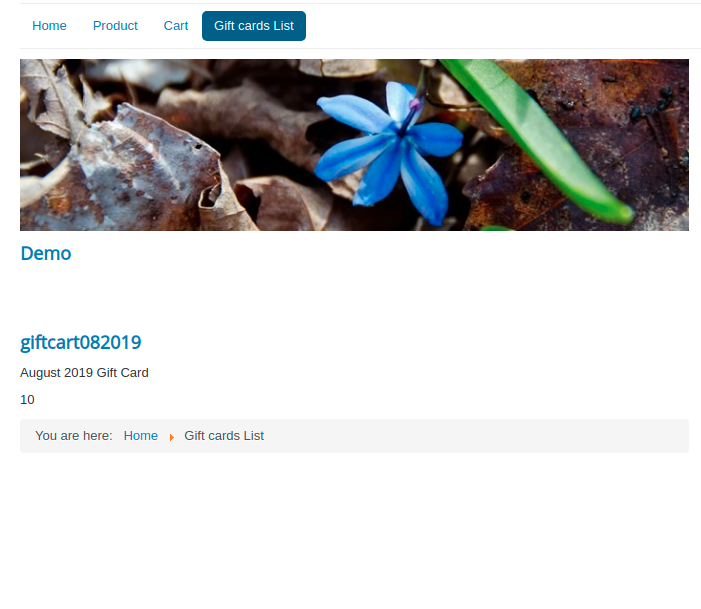 Home Product Cart Gift cards List
Demo
giftcart082019
August 2019 Gift Card
10
You are here: Home Gift cards List